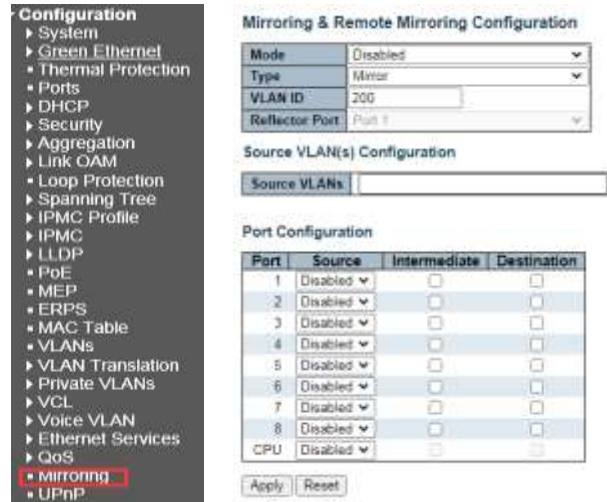 Configuration
System
Green Ethernet
Thermal Protection
Ports
DHCP
Security
Aggregation
Link OAM
Loop Protection
Spanning Tree
IPMC Profile
IPMC
LLDP
PoE
MEP
ERPS
MAC Table
VLANs
VLAN Translation
Private VLANs
VCL
Voice VLAN
Ethernet Services
QoS
Mirroring
UPnP
Mirroring & Remote Mirroring Configuration
Mode Disabled
Type Mirror
VLAN ID 200
Reflector Port Port 1
Source VLAN(s) Configuration
Source VLANs
Port Configuration
Port Source Intermediate Destination
1 Disabled
2 Disabled
3 Disabled
4 Disabled
5 Disabled
6 Disabled
7 Disabled
8 Disabled
CPU Disabled
Apply Reset